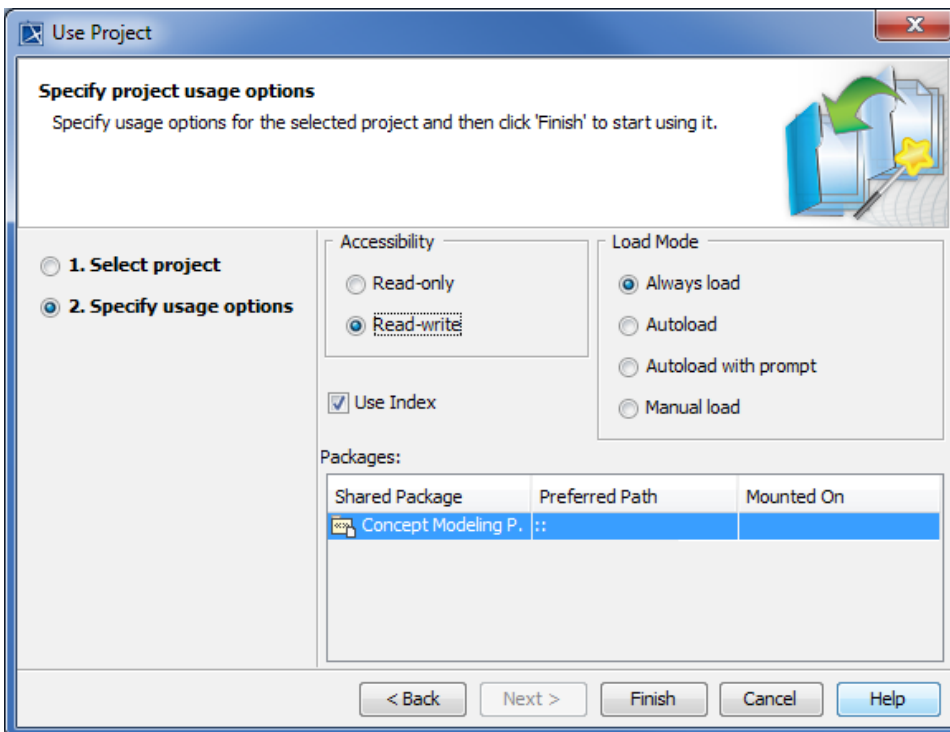 Use Project
Specify project usage options
Specify usage options for the selected project and then click 'Finish' to start using it.
1. Select project
2. Specify usage options
Accessibility
Read-only
Read-write
Use Index
Load Mode
Always load
Autoload
Autoload with prompt
Manual load
Packages:
Shared Package Preferred Path Mounted On
Concept Modeling P. ::
< Back Next > Finish Cancel Help